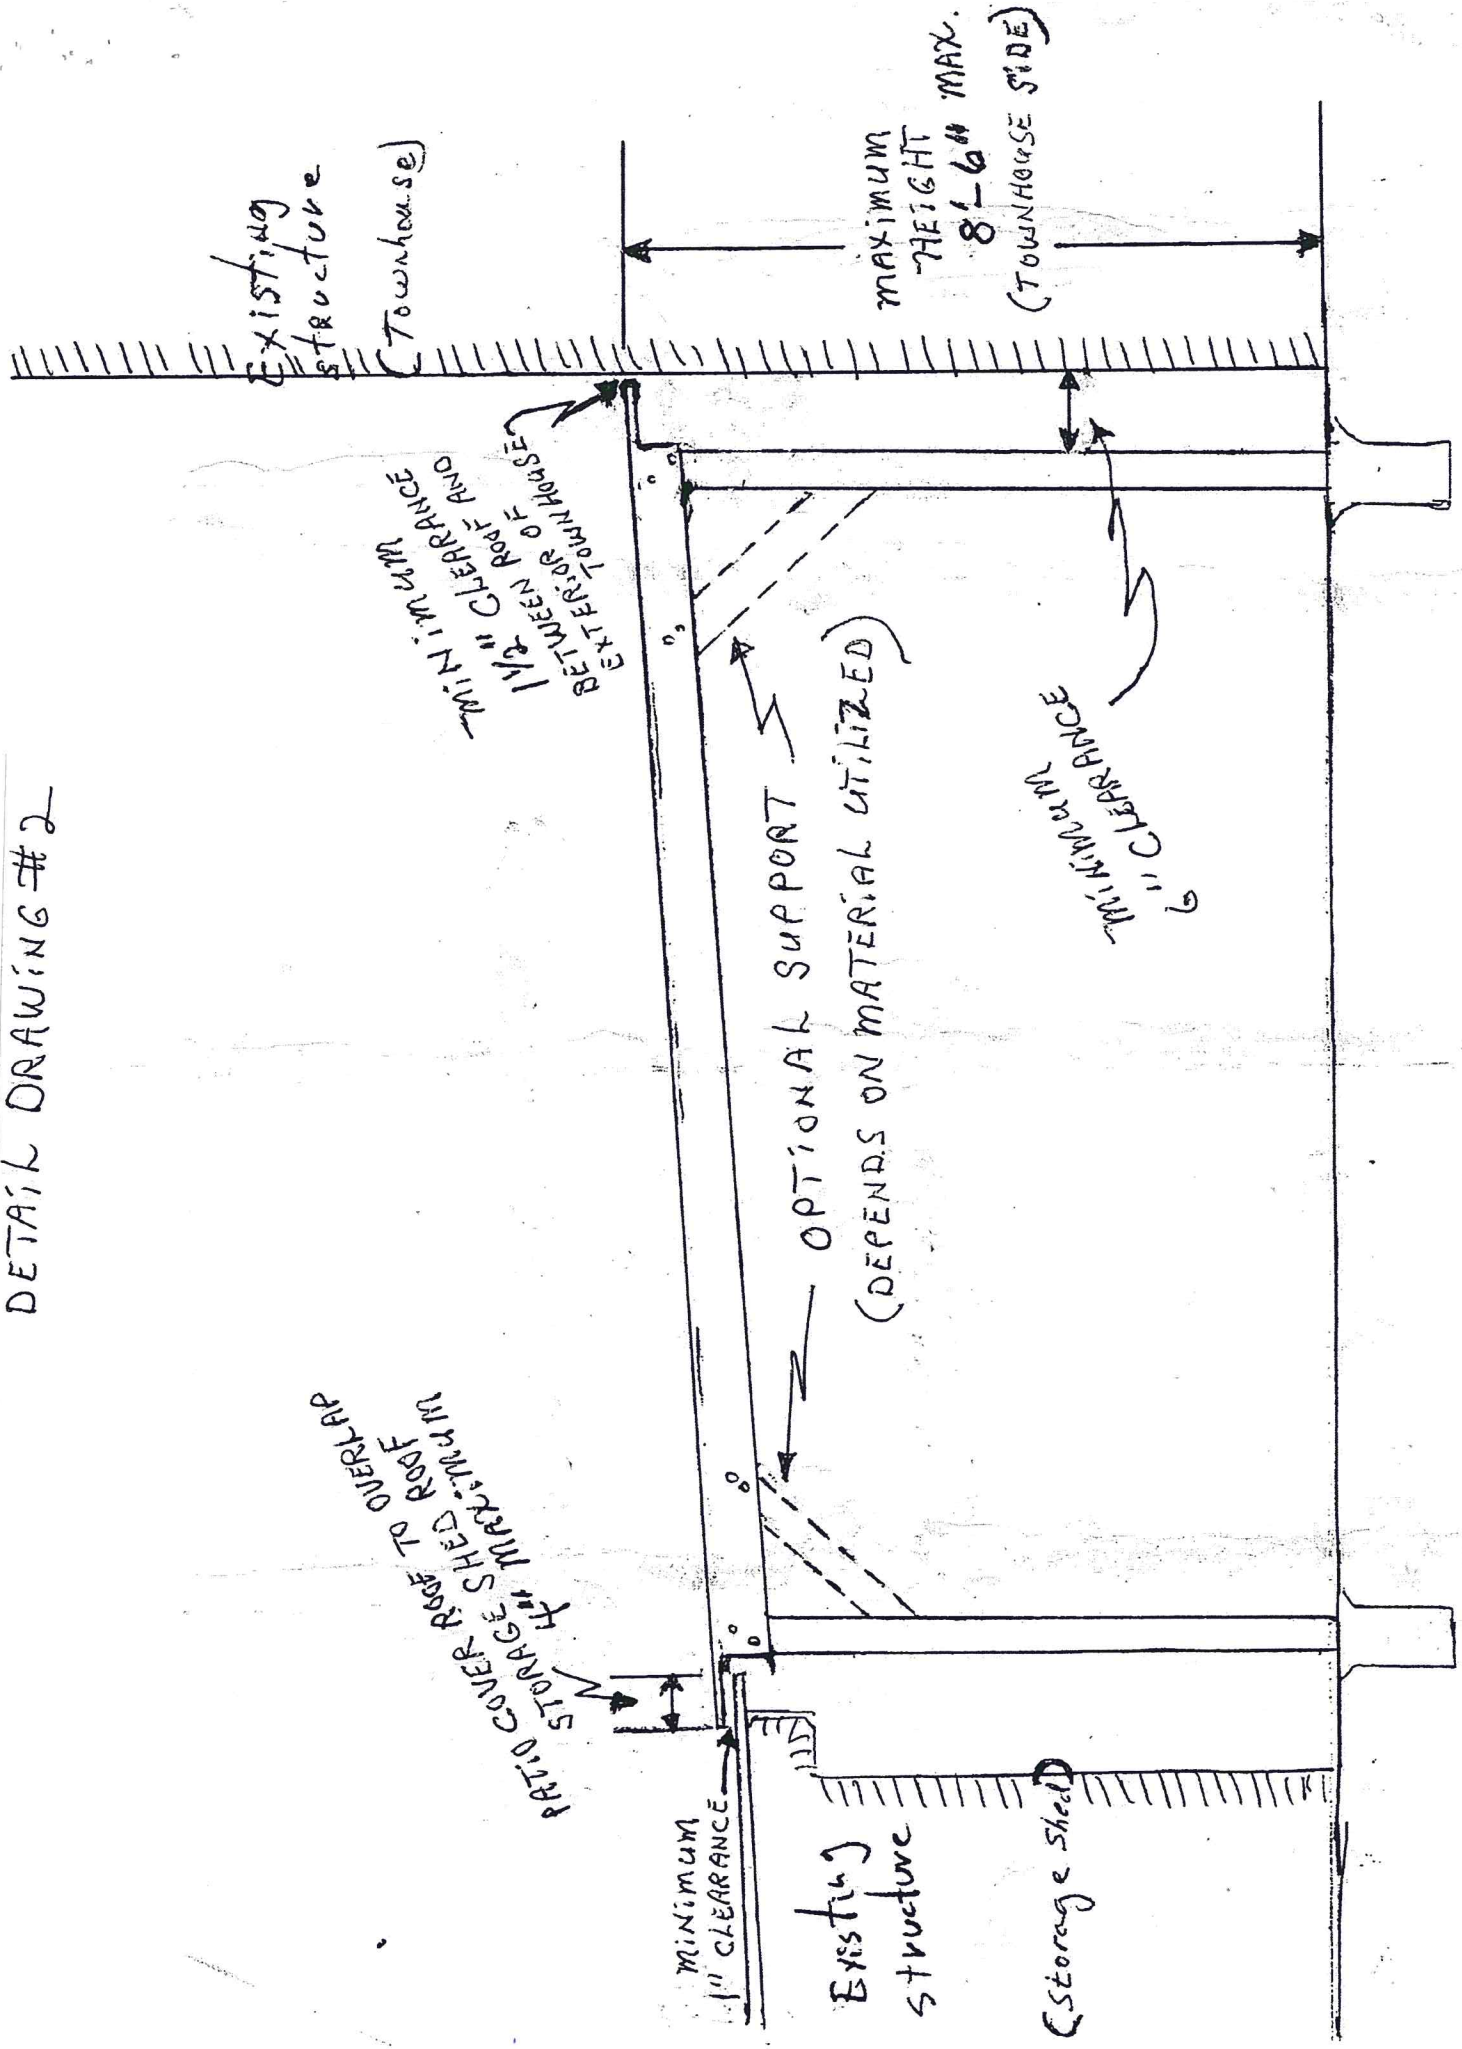 DETAIL DRAWING #2
Existing
structure
(Townhouse)
MINIMUM
1 1/2" CLEARANCE
BETWEEN ROOF AND
EXTERIOR OF
TOWNHOUSE
MAXIMUM
HEIGHT
8'-6" MAX.
(TOWNHOUSE SIDE)
PATIO COVER ROOF TO OVERLAP
STORAGE SHED ROOF
4" MAXIMUM
OPTIONAL SUPPORT
(DEPENDS ON MATERIAL UTILIZED)
MINIMUM
6" CLEARANCE
MINIMUM
1" CLEARANCE
Existing
structure
(Storage Shed)